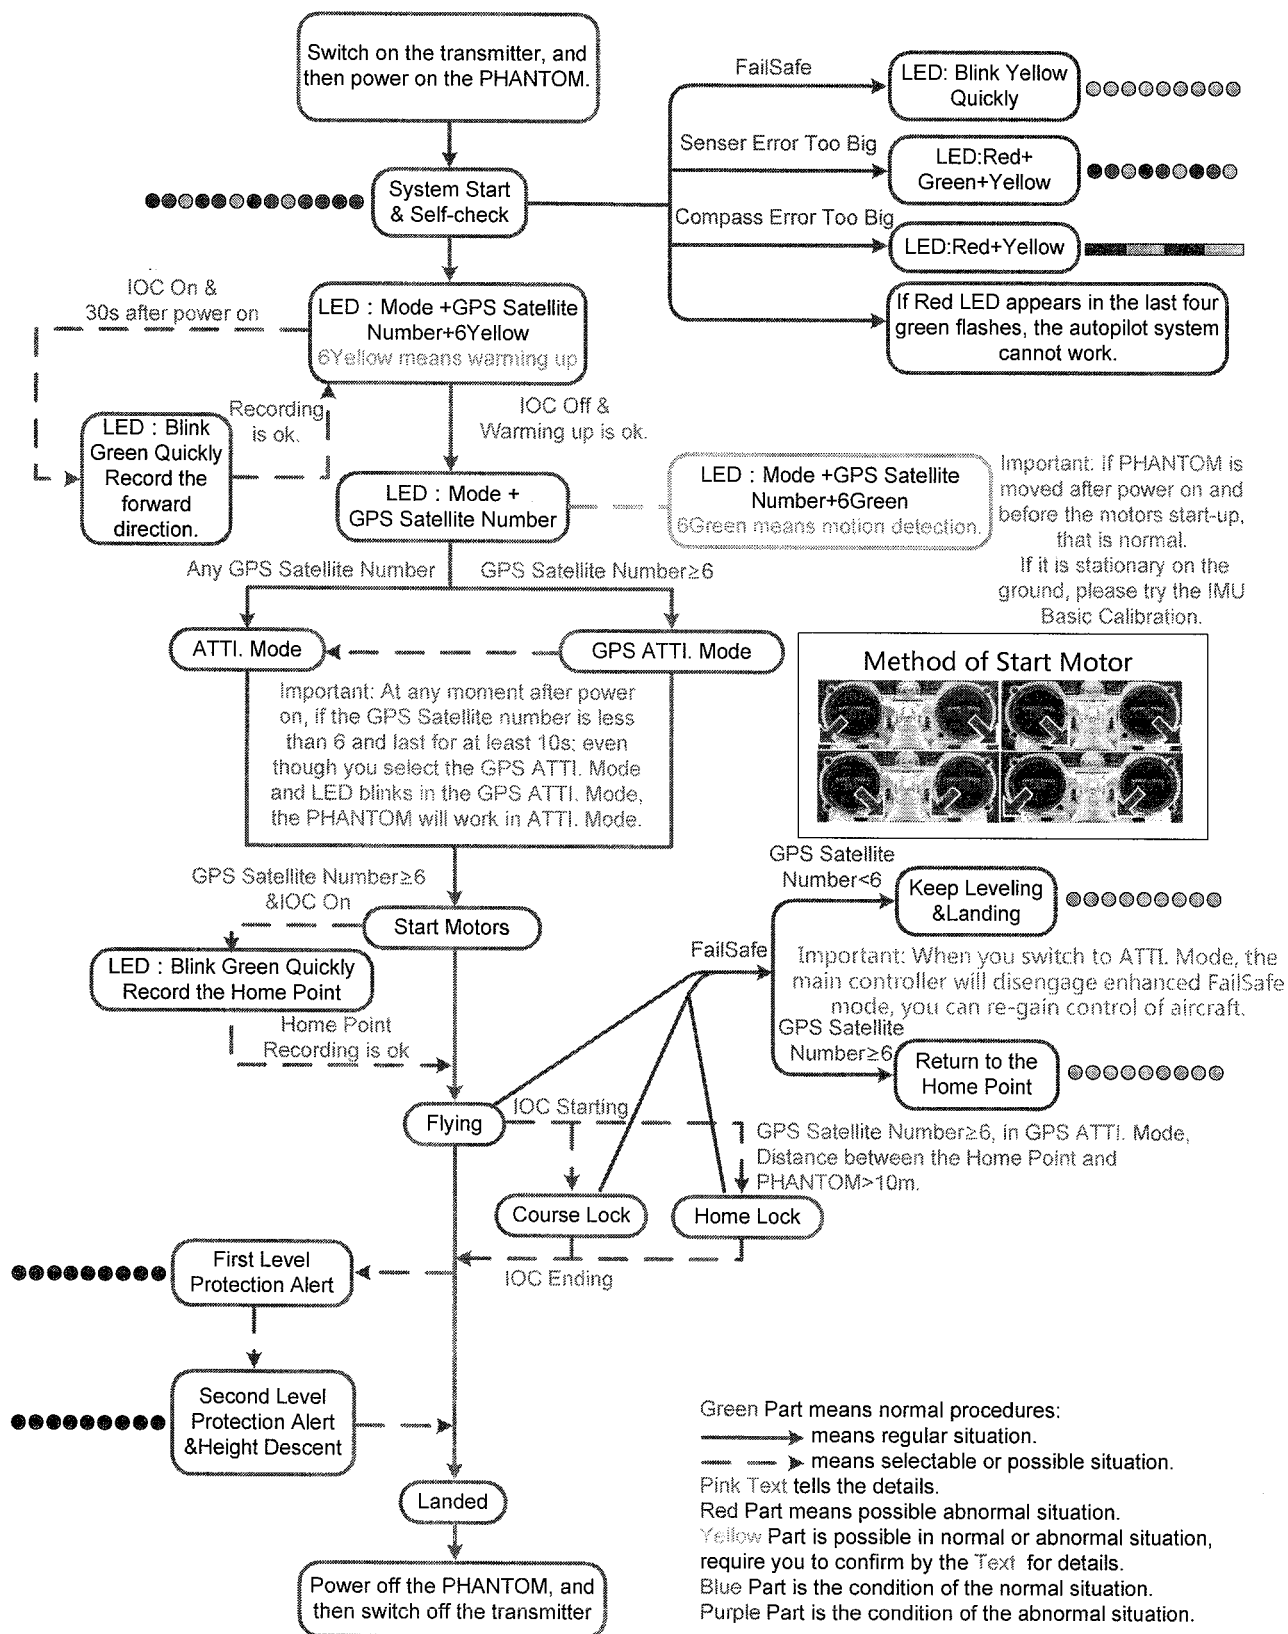 Switch on the transmitter, and
then power on the PHANTOM.
FailSafe
LED: Blink Yellow
Quickly
Senser Error Too Big
LED:Red+
Green+Yellow
System Start
& Self-check
Compass Error Too Big
LED:Red+Yellow
If Red LED appears in the last four
green flashes, the autopilot system
cannot work.
IOC On &
30s after power on
LED : Mode +GPS Satellite
Number+6Yellow
6Yellow means warming up
Recording
is ok.
IOC Off &
Warming up is ok.
LED : Blink
Green Quickly
Record the
forward
direction.
LED : Mode +
GPS Satellite Number
LED : Mode +GPS Satellite
Number+6Green
6Green means motion detection.
Important: if PHANTOM is
moved after power on and
before the motors start-up,
that is normal.
If it is stationary on the
ground, please try the IMU
Basic Calibration.
Any GPS Satellite Number
GPS Satellite Number≥6
ATTI. Mode
GPS ATTI. Mode
Important: At any moment after power
on, if the GPS Satellite number is less
than 6 and last for at least 10s; even
though you select the GPS ATTI. Mode
and LED blinks in the GPS ATTI. Mode,
the PHANTOM will work in ATTI. Mode.
Method of Start Motor
GPS Satellite Number≥6
&IOC On
Start Motors
LED : Blink Green Quickly
Record the Home Point
Home Point
Recording is ok
GPS Satellite
Number<6
Keep Leveling
&Landing
FailSafe
Important: When you switch to ATTI. Mode, the
main controller will disengage enhanced FailSafe
mode, you can re-gain control of aircraft.
GPS Satellite
Number≥6
Return to the
Home Point
Flying
IOC Starting
GPS Satellite Number≥6, in GPS ATTI. Mode,
Distance between the Home Point and
PHANTOM>10m.
Course Lock
Home Lock
IOC Ending
First Level
Protection Alert
Second Level
Protection Alert
&Height Descent
Landed
Power off the PHANTOM, and
then switch off the transmitter
Green Part means normal procedures:
means regular situation.
means selectable or possible situation.
Pink Text tells the details.
Red Part means possible abnormal situation.
Yellow Part is possible in normal or abnormal situation,
require you to confirm by the Text for details.
Blue Part is the condition of the normal situation.
Purple Part is the condition of the abnormal situation.